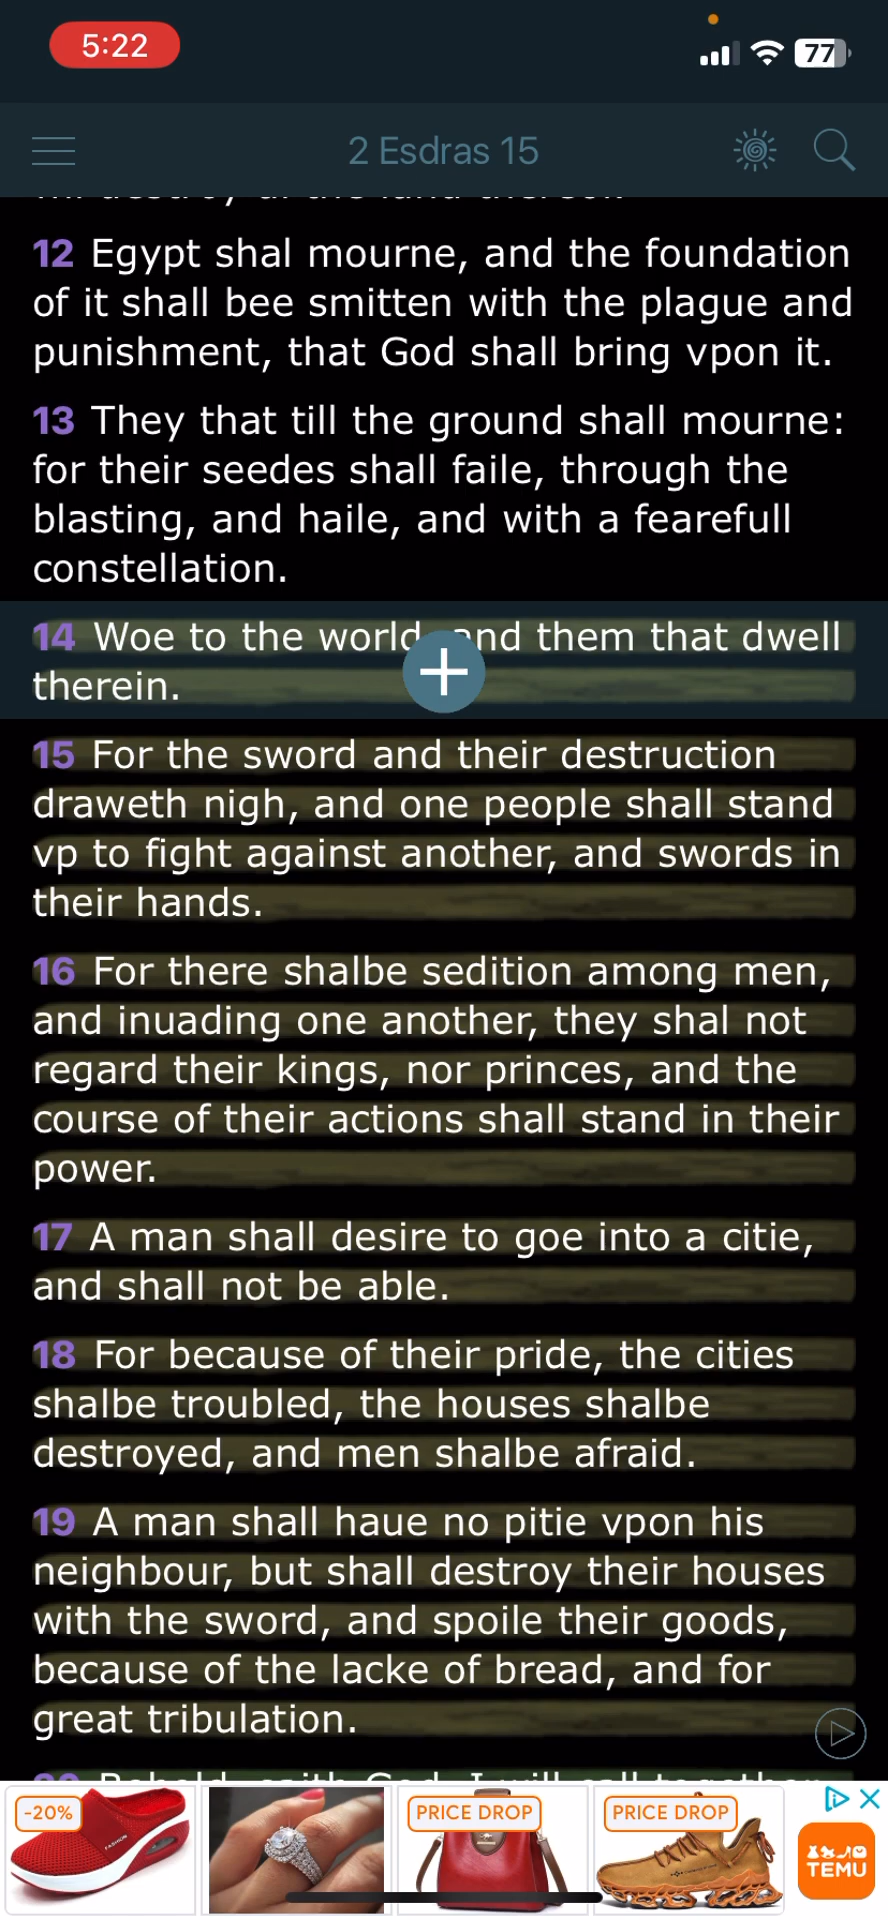 5:22
77
2 Esdras 15
12 Egypt shal mourne, and the foundation
of it shall bee smitten with the plague and
punishment, that God shall bring vpon it.
13 They that till the ground shall mourne:
for their seedes shall faile, through the
blasting, and haile, and with a fearefull
constellation.
14 Woe to the world, and them that dwell
therein.
15 For the sword and their destruction
draweth nigh, and one people shall stand
vp to fight against another, and swords in
their hands.
16 For there shalbe sedition among men,
and inuading one another, they shal not
regard their kings, nor princes, and the
course of their actions shall stand in their
power.
17 A man shall desire to goe into a citie,
and shall not be able.
18 For because of their pride, the cities
shalbe troubled, the houses shalbe
destroyed, and men shalbe afraid.
19 A man shall haue no pitie vpon his
neighbour, but shall destroy their houses
with the sword, and spoile their goods,
because of the lacke of bread, and for
great tribulation.
-20%
FASHION
PRICE DROP
PRICE DROP
TEMU